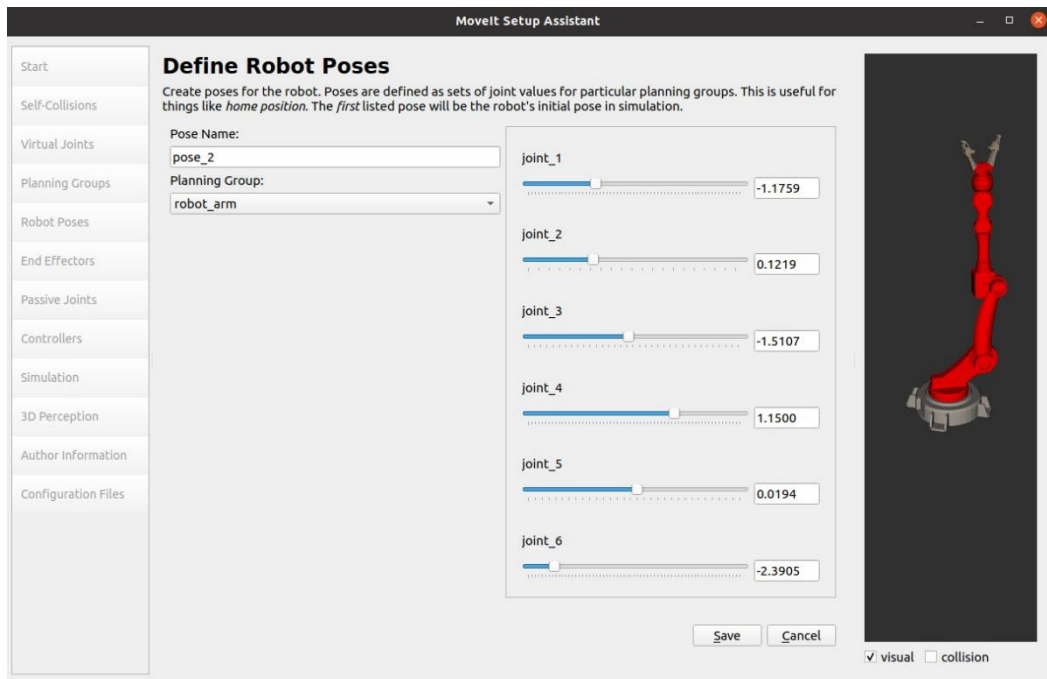 MoveIt Setup Assistant
Start
Self-Collisions
Virtual Joints
Planning Groups
Robot Poses
End Effectors
Passive Joints
Controllers
Simulation
3D Perception
Author Information
Configuration Files
Define Robot Poses
Create poses for the robot. Poses are defined as sets of joint values for particular planning groups. This is useful for
things like home position. The first listed pose will be the robot's initial pose in simulation.
Pose Name:
pose_2
Planning Group:
robot_arm
joint_1
-1.1759
joint_2
0.1219
joint_3
-1.5107
joint_4
1.1500
joint_5
0.0194
joint_6
-2.3905
Save
Cancel
visual
collision